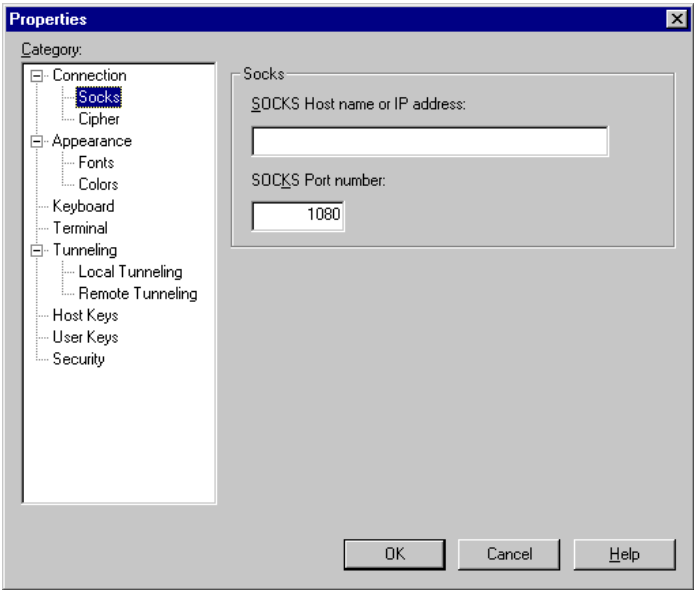 Properties
Category:
Connection
Socks
Cipher
Appearance
Fonts
Colors
Keyboard
Terminal
Tunneling
Local Tunneling
Remote Tunneling
Host Keys
User Keys
Security
Socks
SOCKS Host name or IP address:
SOCKS Port number:
1080
OK Cancel Help